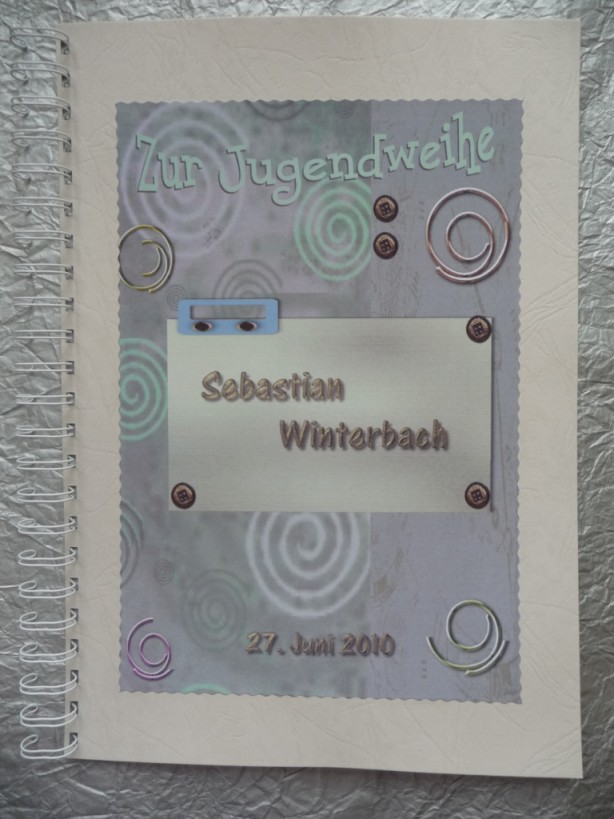 Zur Jugendweihe
Sebastian
Winterbach
27. Juni 2010